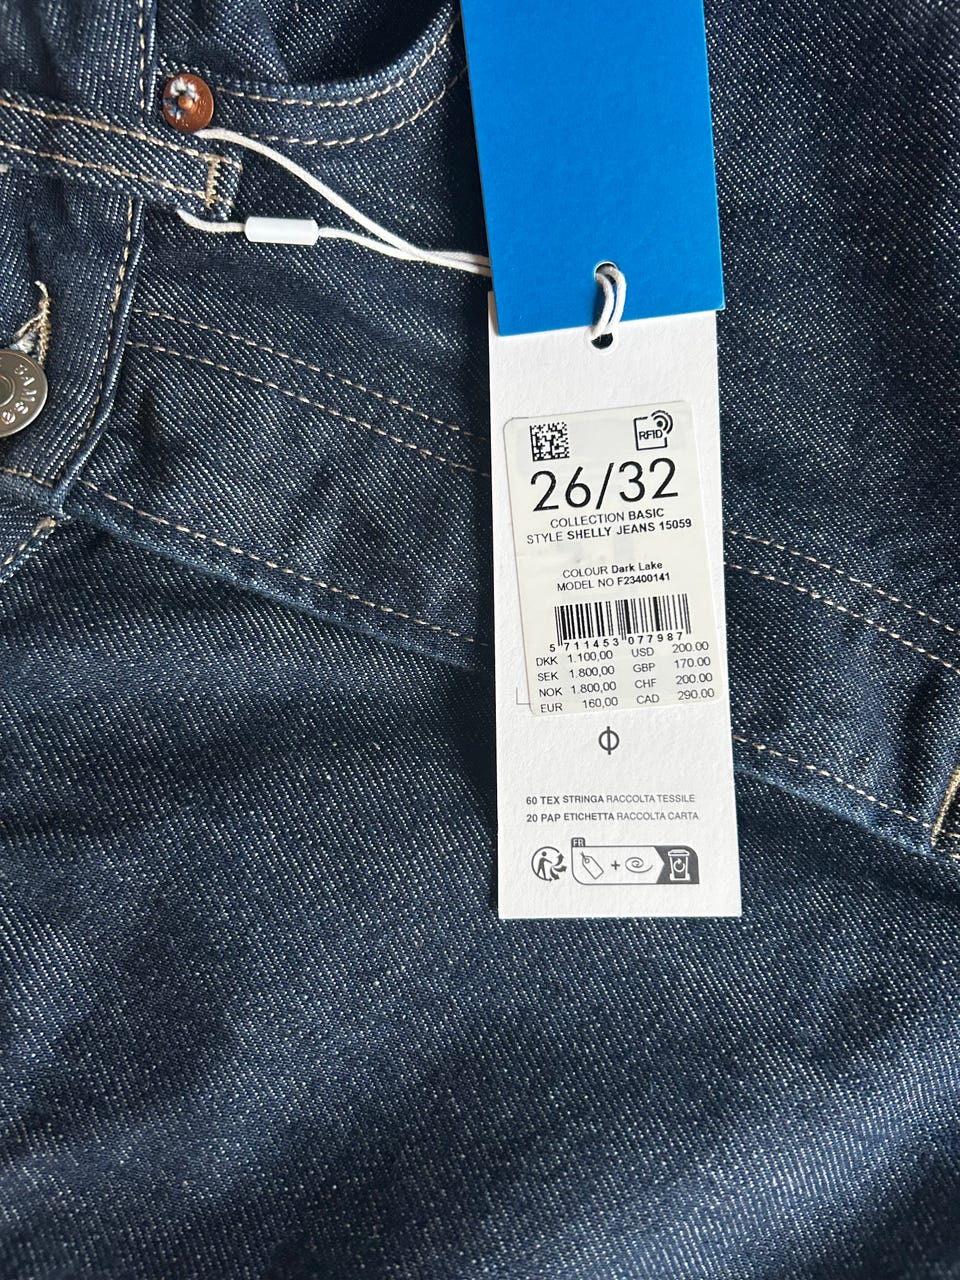 SAMSØ
RFID
26/32
COLLECTION BASIC
STYLE SHELLY JEANS 15059
COLOUR Dark Lake
MODEL NO F23400141
5 711453 077987
DKK 1.100,00 USD 200.00
SEK 1.800,00 GBP 170.00
NOK 1.800,00 CHF 200.00
EUR 160,00 CAD 290.00
60 TEX STRINGA RACCOLTA TESSILE
20 PAP ETICHETTA RACCOLTA CARTA
FR
+